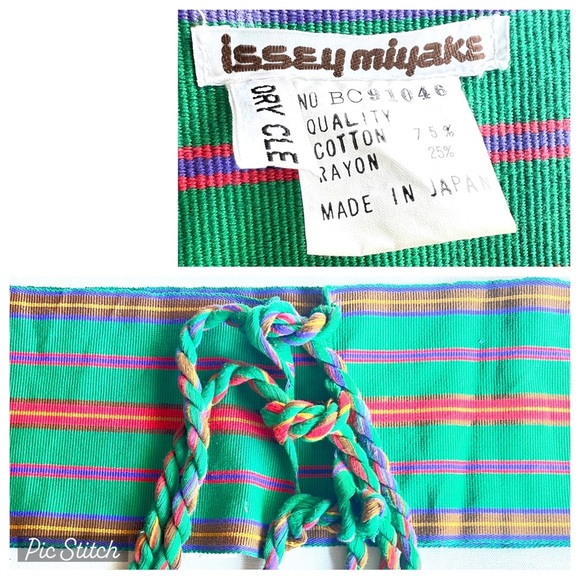 issey miyake
DRY CLE
NO BC91046
QUALITY
COTTON 75%
RAYON 25%
MADE IN JAPAN
Pic Stitch